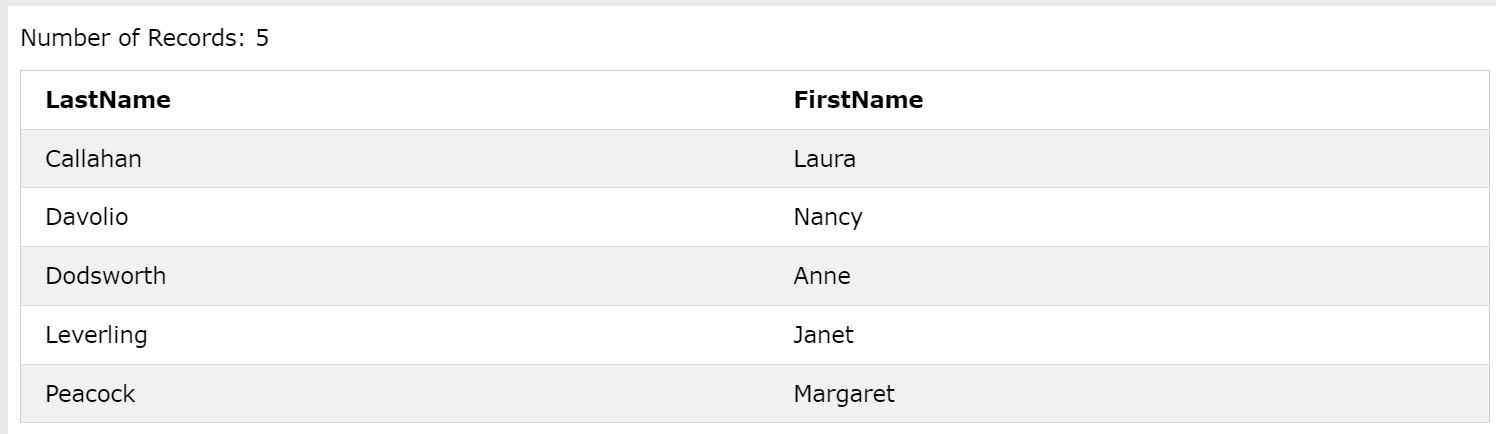 Number of Records: 5
LastName FirstName
Callahan Laura
Davolio Nancy
Dodsworth Anne
Leverling Janet
Peacock Margaret